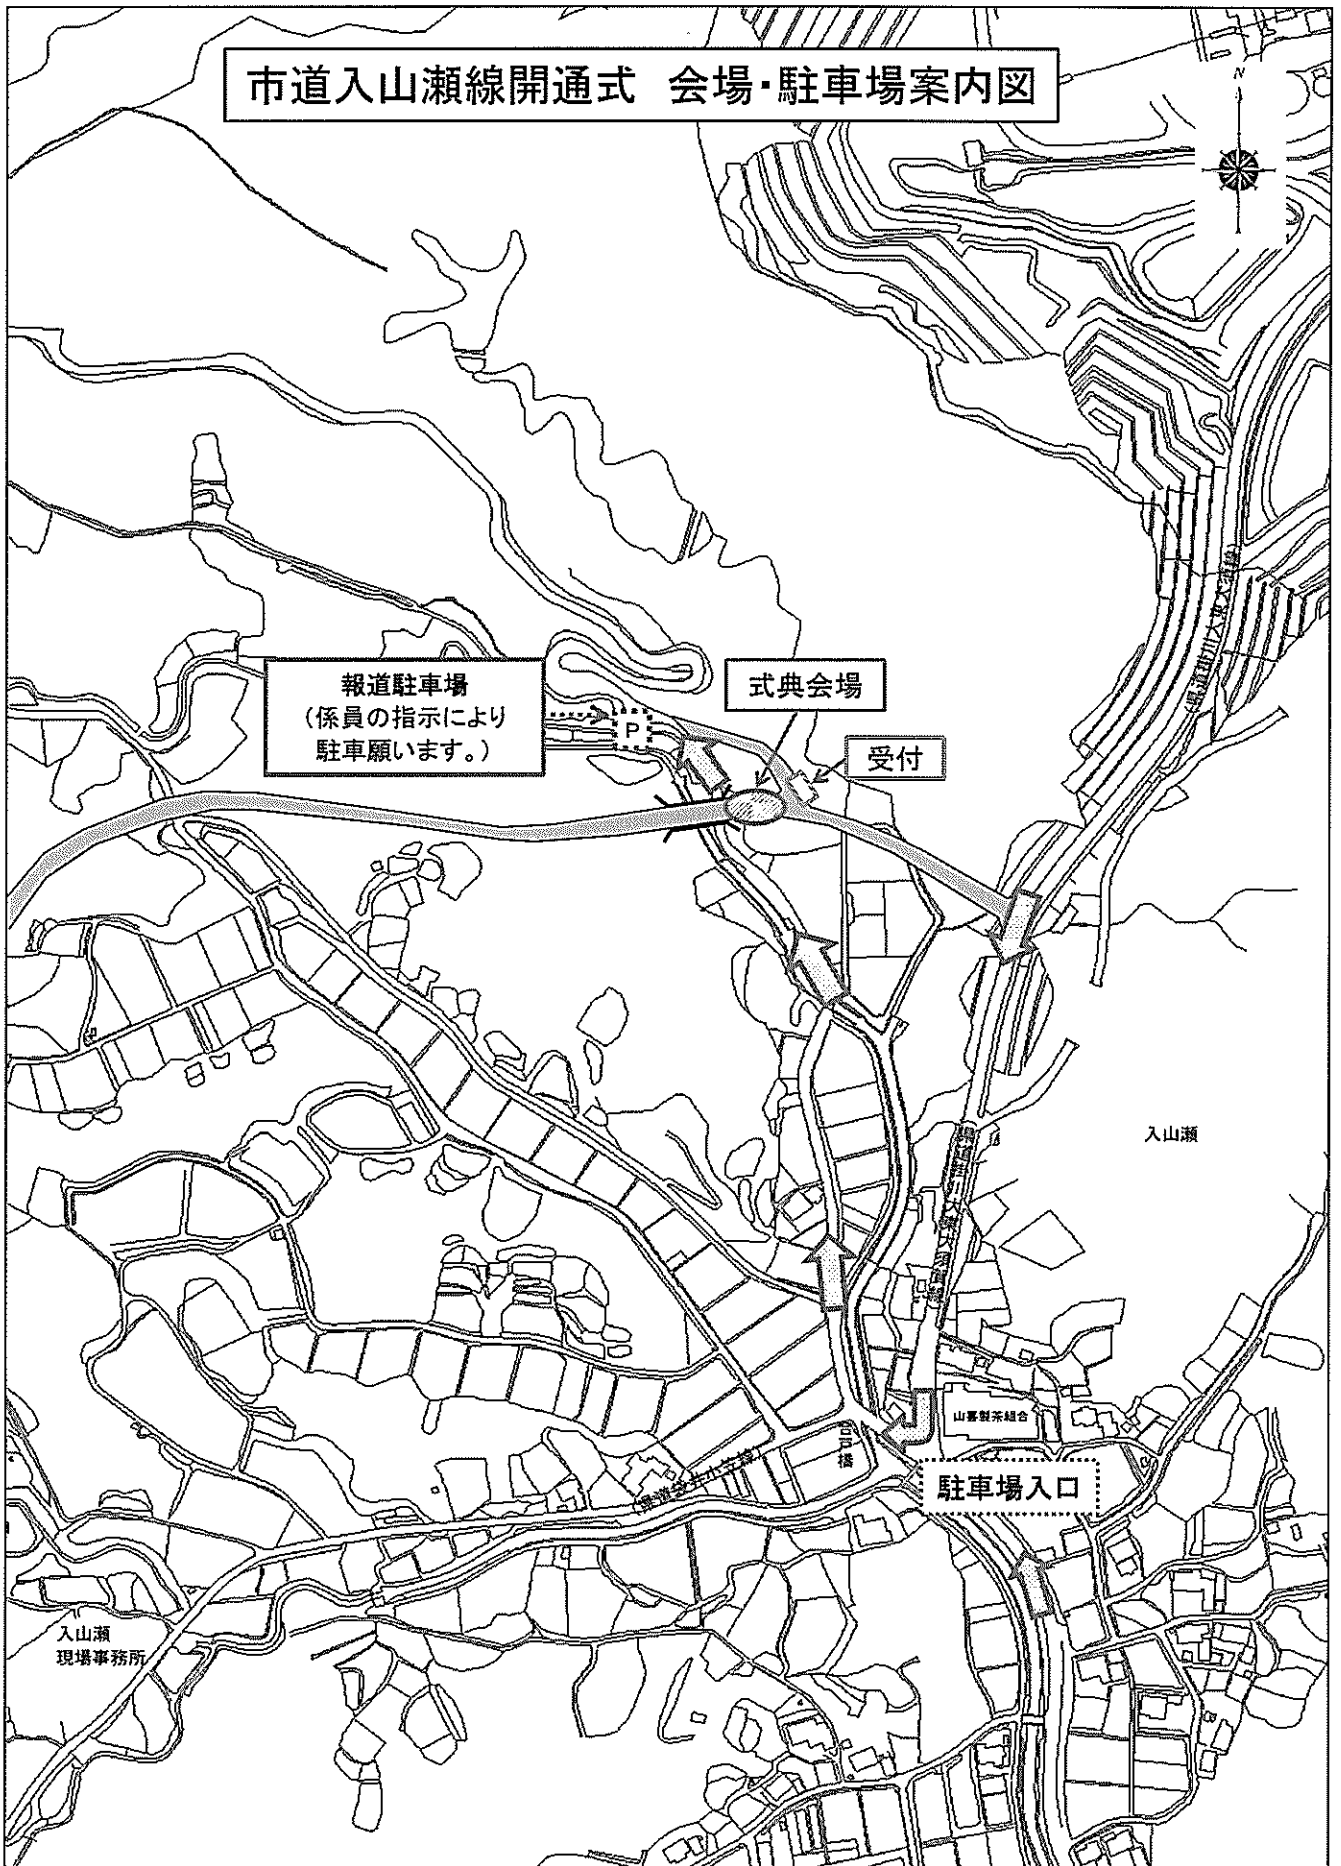 市道入山瀬線開通式 会場・駐車場案内図
N
報道駐車場
(係員の指示により
駐車願います。)
P
式典会場
受付
入山瀬
山喜製茶組合
駐車場入口
入山瀬
現場事務所